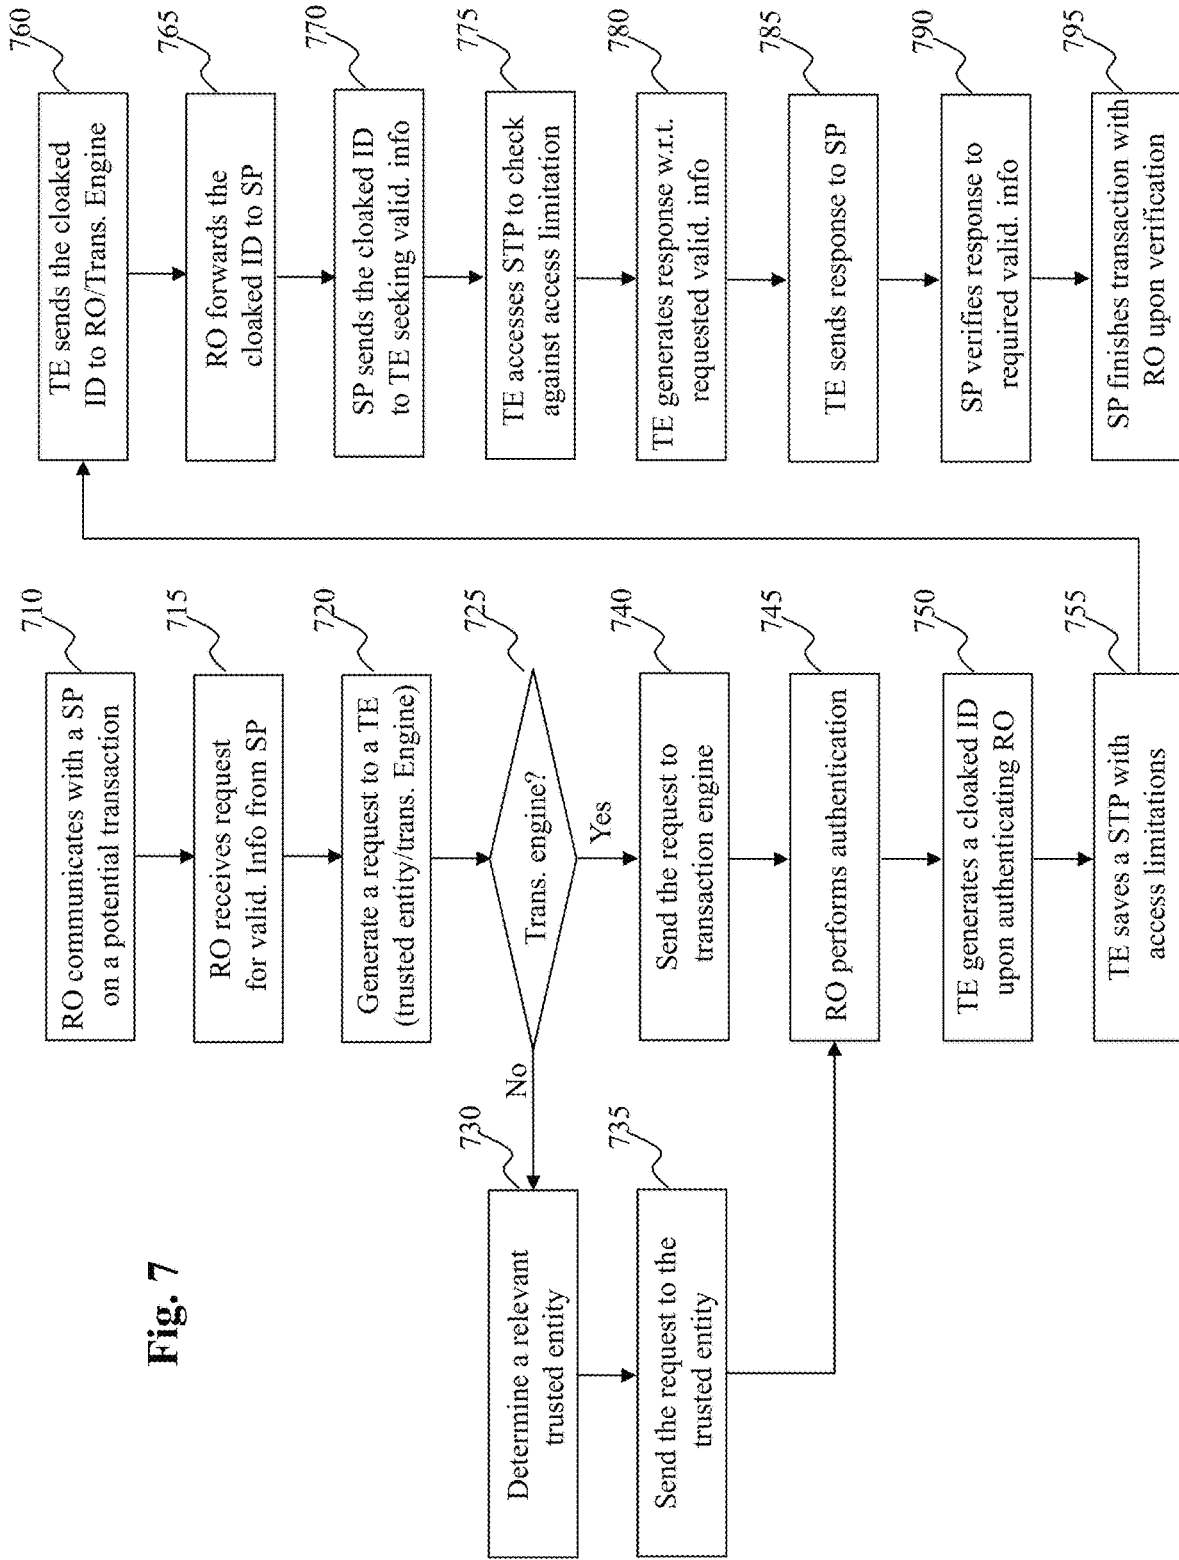 710
RO communicates with a SP
on a potential transaction
715
RO receives request
for valid. Info from SP
720
Generate a request to a TE
(trusted entity/trans. Engine)
725
Trans. engine?
No
Yes
730
Determine a relevant
trusted entity
735
Send the request to the
trusted entity
740
Send the request to
transaction engine
745
RO performs authentication
750
TE generates a cloaked ID
upon authenticating RO
755
TE saves a STP with
access limitations
760
TE sends the cloaked
ID to RO/Trans. Engine
765
RO forwards the
cloaked ID to SP
770
SP sends the cloaked ID
to TE seeking valid. info
775
TE accesses STP to check
against access limitation
780
TE generates response w.r.t.
requested valid. info
785
TE sends response to SP
790
SP verifies response to
required valid. info
795
SP finishes transaction with
RO upon verification
Fig. 7